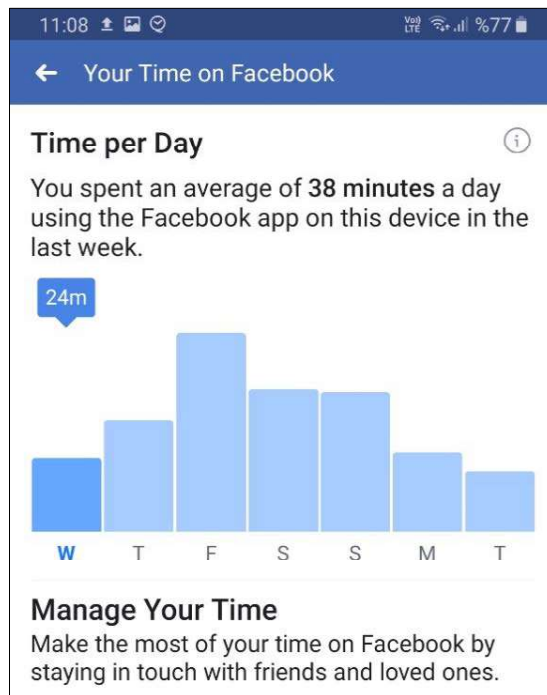 11:08 Vo) LTE %77
Your Time on Facebook
Time per Day
You spent an average of 38 minutes a day
using the Facebook app on this device in the
last week.
24m
W T F S S M T
Manage Your Time
Make the most of your time on Facebook by
staying in touch with friends and loved ones.